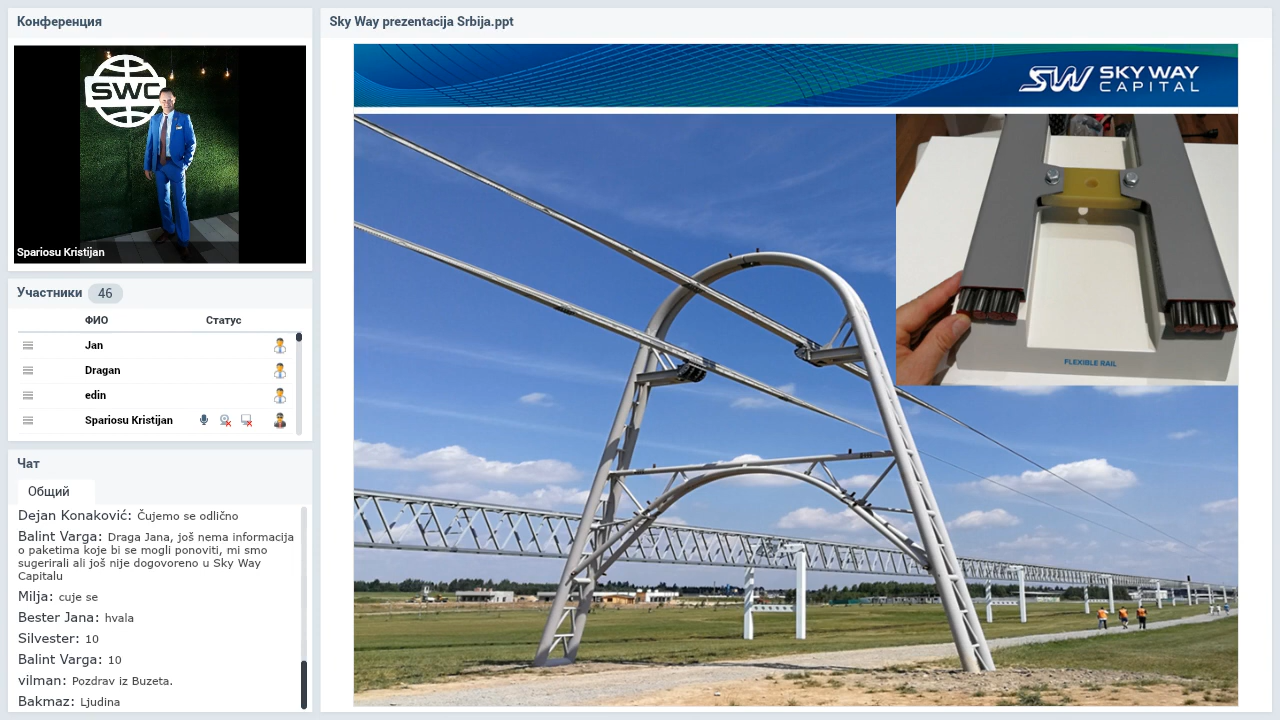 Конференция
SWC
Spariosu Kristijan
Участники 46
ФИО Статус
Jan
Dragan
edin
Spariosu Kristijan
Чат
Общий
Dejan Konaković: Čujemo se odlično
Balint Varga: Draga Jana, još nema informacija
o paketima koje bi se mogli ponoviti, mi smo
sugerirali ali još nije dogovoreno u Sky Way
Capitalu
Milja: cuje se
Bester Jana: hvala
Silvester: 10
Balint Varga: 10
vilman: Pozdrav iz Buzeta.
Bakmaz: Ljudina
Sky Way prezentacija Srbija.ppt
SW SKY WAY
CAPITAL
FLEXIBLE RAIL